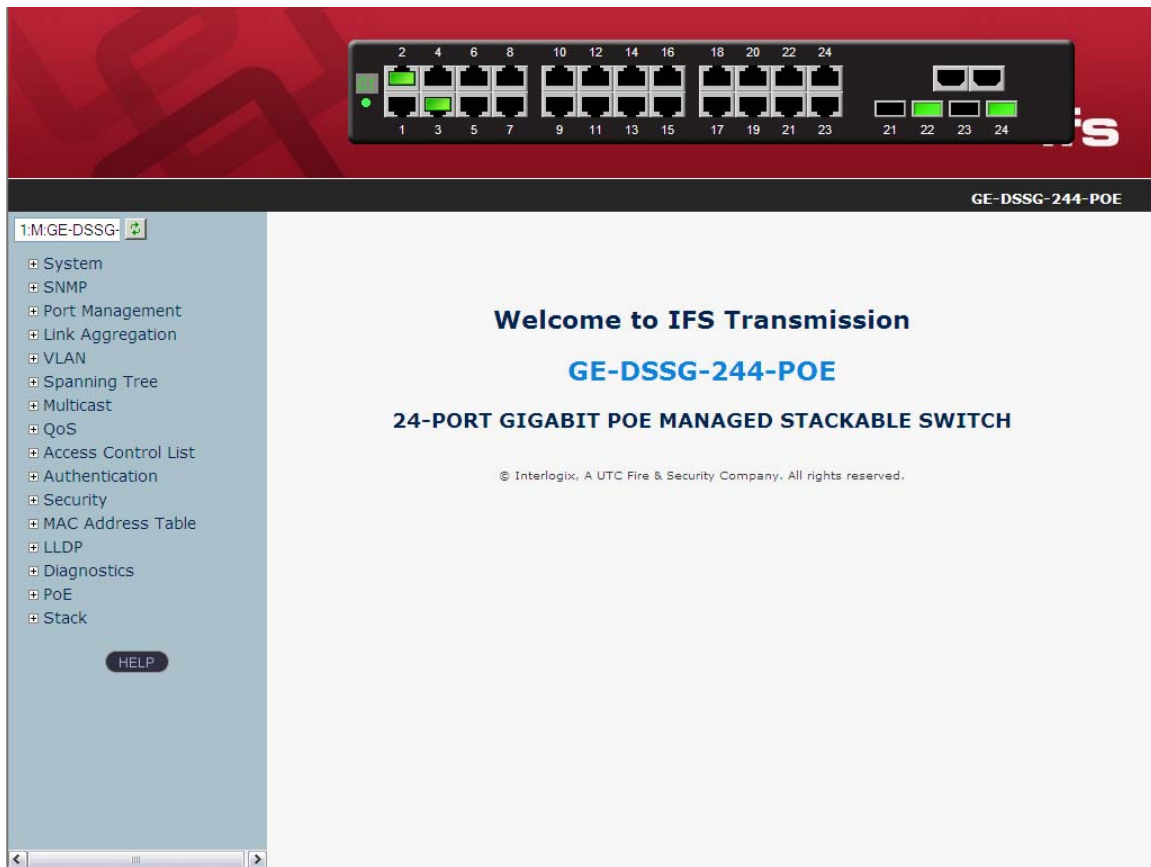 2 4 6 8 10 12 14 16 18 20 22 24
1 3 5 7 9 11 13 15 17 19 21 23 21 22 23 24
GE-DSSG-244-POE
1:M:GE-DSSG-
System
SNMP
Port Management
Link Aggregation
VLAN
Spanning Tree
Multicast
QoS
Access Control List
Authentication
Security
MAC Address Table
LLDP
Diagnostics
PoE
Stack
HELP
Welcome to IFS Transmission
GE-DSSG-244-POE
24-PORT GIGABIT POE MANAGED STACKABLE SWITCH
© Interlogix, A UTC Fire & Security Company. All rights reserved.